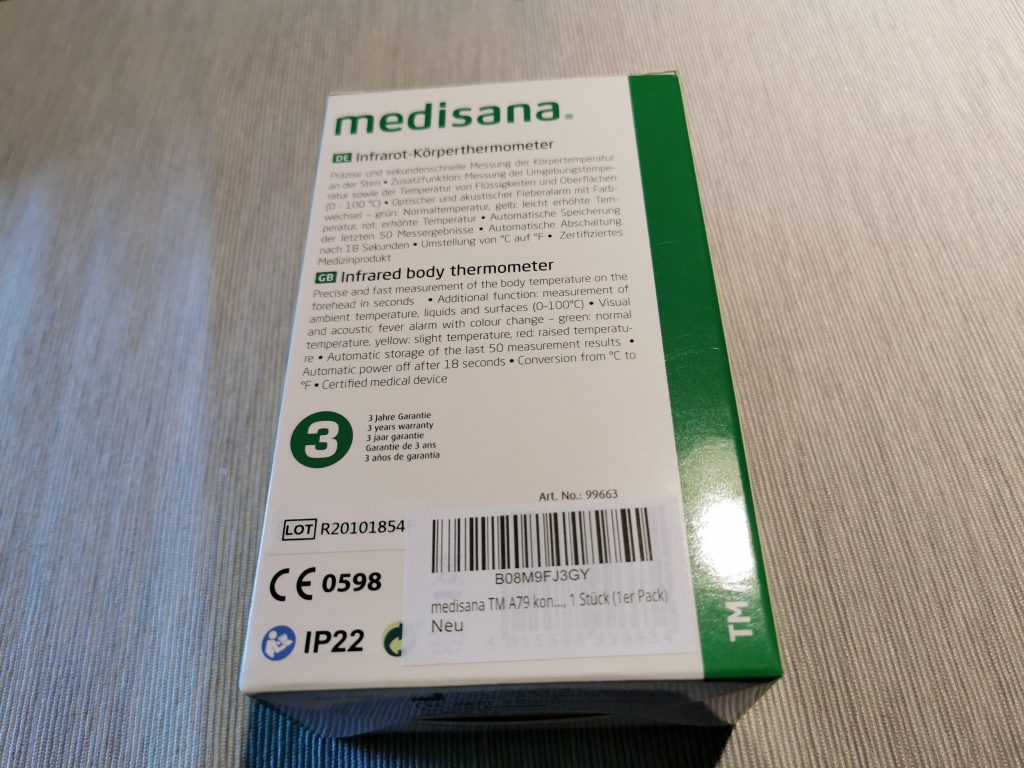 medisana®
DE Infrarot-Körperthermometer
Präzise und sekundenschnelle Messung der Körpertemperatur
an der Stirn • Zusatzfunktion: Messung der Umgebungstempe-
ratur sowie der Temperatur von Flüssigkeiten und Oberflächen
(0 - 100 °C) • Optischer und akustischer Fieberalarm mit Farb-
wechsel – grün: Normaltemperatur, gelb: leicht erhöhte Tem-
peratur, rot: erhöhte Temperatur • Automatische Speicherung
der letzten 50 Messergebnisse • Automatische Abschaltung
nach 18 Sekunden • Umstellung von °C auf °F • Zertifiziertes
Medizinprodukt
GB Infrared body thermometer
Precise and fast measurement of the body temperature on the
forehead in seconds • Additional function: measurement of
ambient temperature, liquids and surfaces (0–100°C) • Visual
and acoustic fever alarm with colour change – green: normal
temperature, yellow: slight temperature, red: raised temperatu-
re • Automatic storage of the last 50 measurement results •
Automatic power off after 18 seconds • Conversion from °C to
°F • Certified medical device
3
3 Jahre Garantie
3 years warranty
3 jaar garantie
Garantie de 3 ans
3 años de garantía
Art. No.: 99663
LOT R20101854
CE 0598
IP22
B08M9FJ3GY
medisana TM A79 kon..., 1 Stück (1er Pack)
Neu
TM